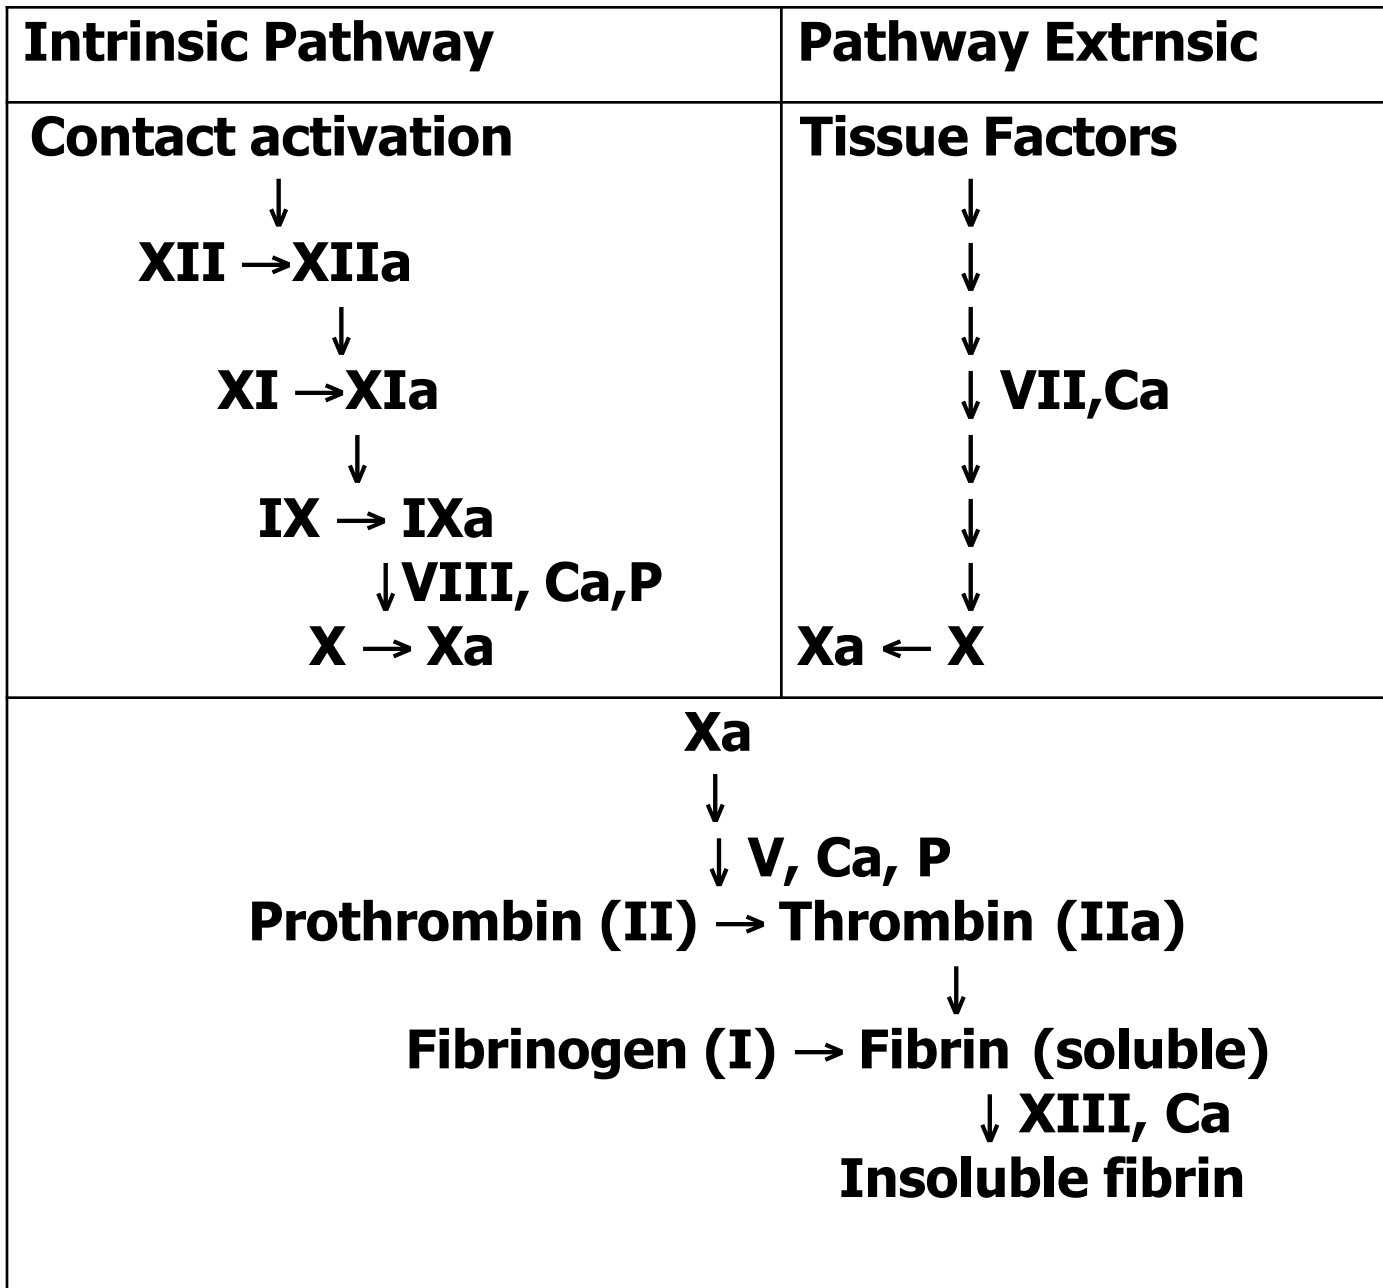 Intrinsic Pathway
Pathway Extrnsic
Contact activation
↓
XII →XIIa
↓
XI →XIa
↓
IX → IXa
↓VIII, Ca,P
X → Xa
Tissue Factors
↓
↓
↓
↓ VII,Ca
↓
↓
↓
Xa ← X
Xa
↓
↓ V, Ca, P
Prothrombin (II) → Thrombin (IIa)
↓
Fibrinogen (I) → Fibrin (soluble)
↓ XIII, Ca
Insoluble fibrin